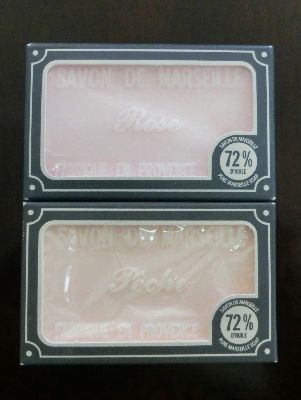 SAVON DE MARSEILLE
Rose
FABRIQUE EN PROVENCE
SAVON DE MARSEILLE
72%
D'HUILE
PURE MARSEILLE SOAP
SAVON DE MARSEILLE
Pêche
FABRIQUE EN PROVENCE
SAVON DE MARSEILLE
72%
D'HUILE
PURE MARSEILLE SOAP